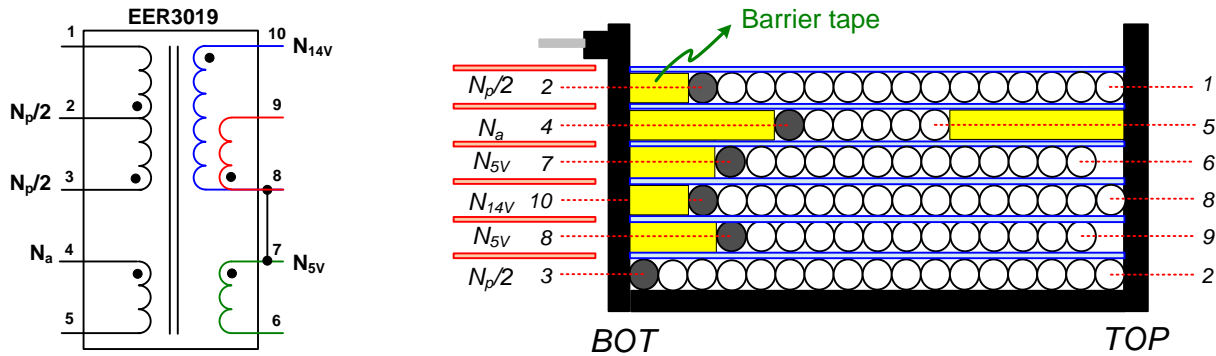 EER3019
1
10
N14V
2
9
Np/2
3
8
Np/2
4
7
Na
N5V
5
6
Barrier tape
Np/2 2 1
Na 4 5
N5V 7 6
N14V 10 8
N5V 8 9
Np/2 3 2
BOT TOP